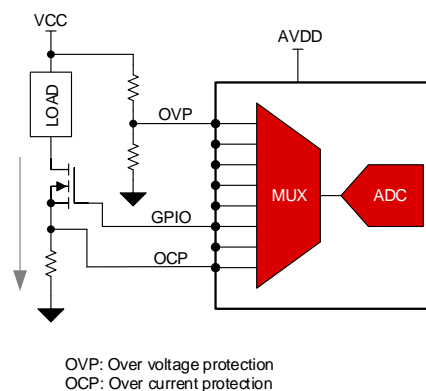 VCC
AVDD
LOAD
OVP
MUX
ADC
GPIO
OCP
OVP: Over voltage protection
OCP: Over current protection